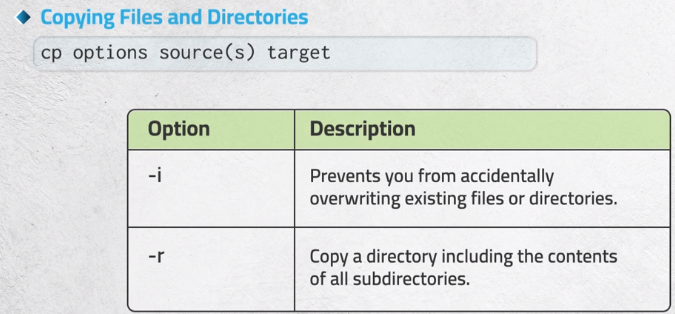 Copying Files and Directories
cp options source(s) target
Option Description
-i Prevents you from accidentally
overwriting existing files or directories.
-r Copy a directory including the contents
of all subdirectories.